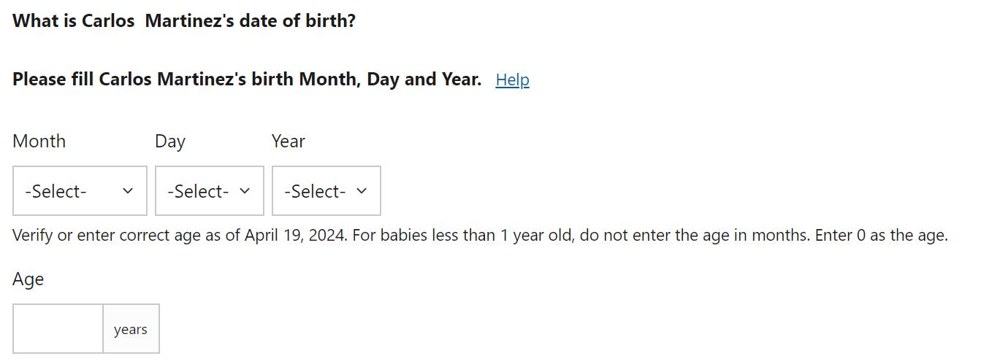 What is Carlos  Martinez's date of birth?
Please fill Carlos Martinez's birth Month, Day and Year. Help
Month Day Year
-Select- -Select- -Select-
Verify or enter correct age as of April 19, 2024. For babies less than 1 year old, do not enter the age in months. Enter 0 as the age.
Age
years